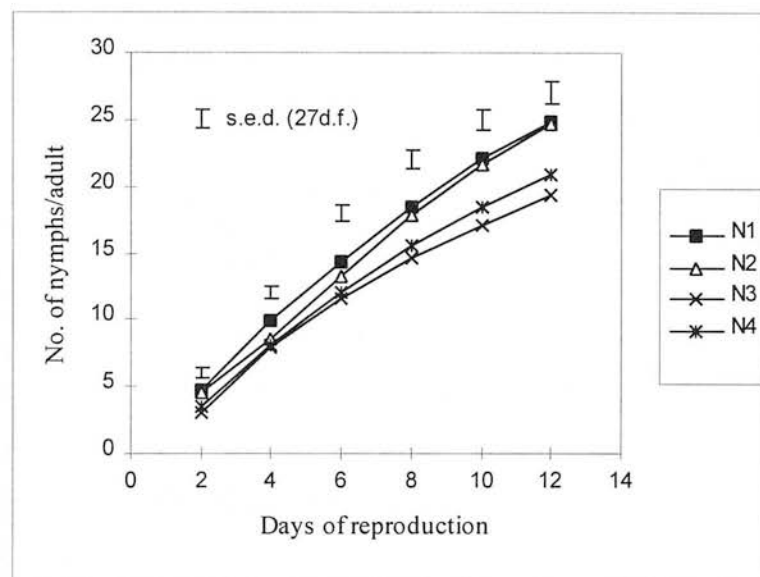 30
25
20
15
10
5
0
No. of nymphs/adult
s.e.d. (27d.f.)
0 2 4 6 8 10 12 14
Days of reproduction
N1
N2
N3
N4